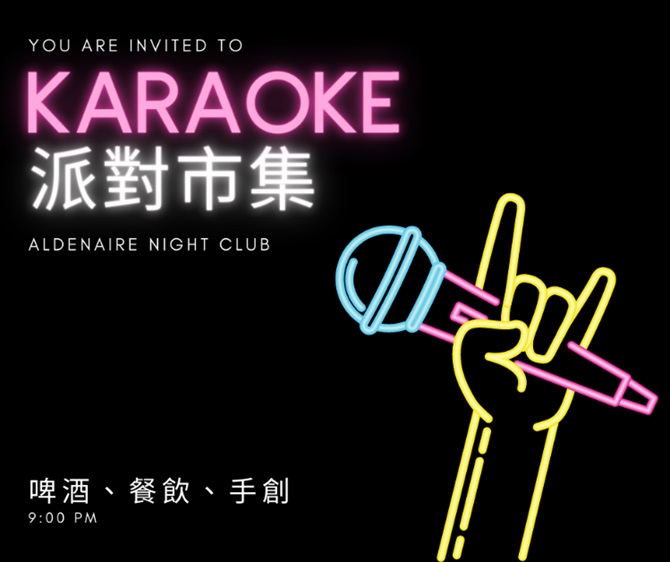 YOU ARE INVITED TO
KARAOKE
派對市集
ALDENAIRE NIGHT CLUB
啤酒、餐飲、手創
9:00 PM